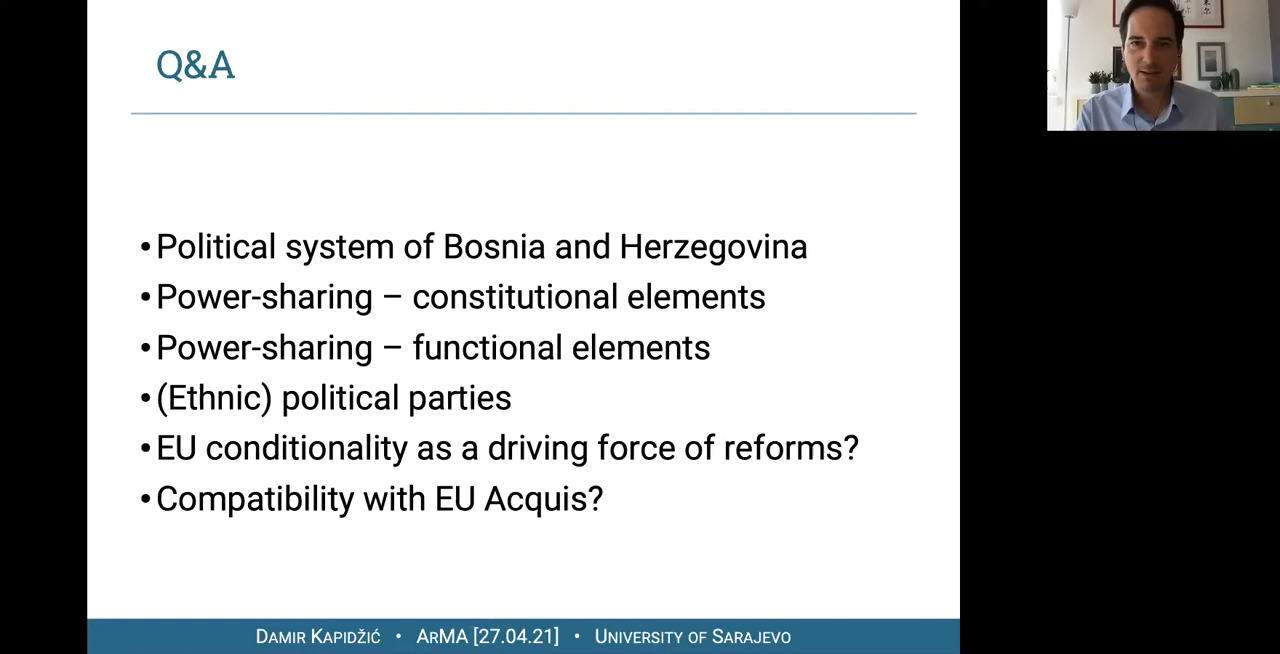 Q&A
•Political system of Bosnia and Herzegovina
•Power-sharing – constitutional elements
•Power-sharing – functional elements
•(Ethnic) political parties
•EU conditionality as a driving force of reforms?
•Compatibility with EU Acquis?
Damir Kapidžić • ArMA [27.04.21] • University of Sarajevo